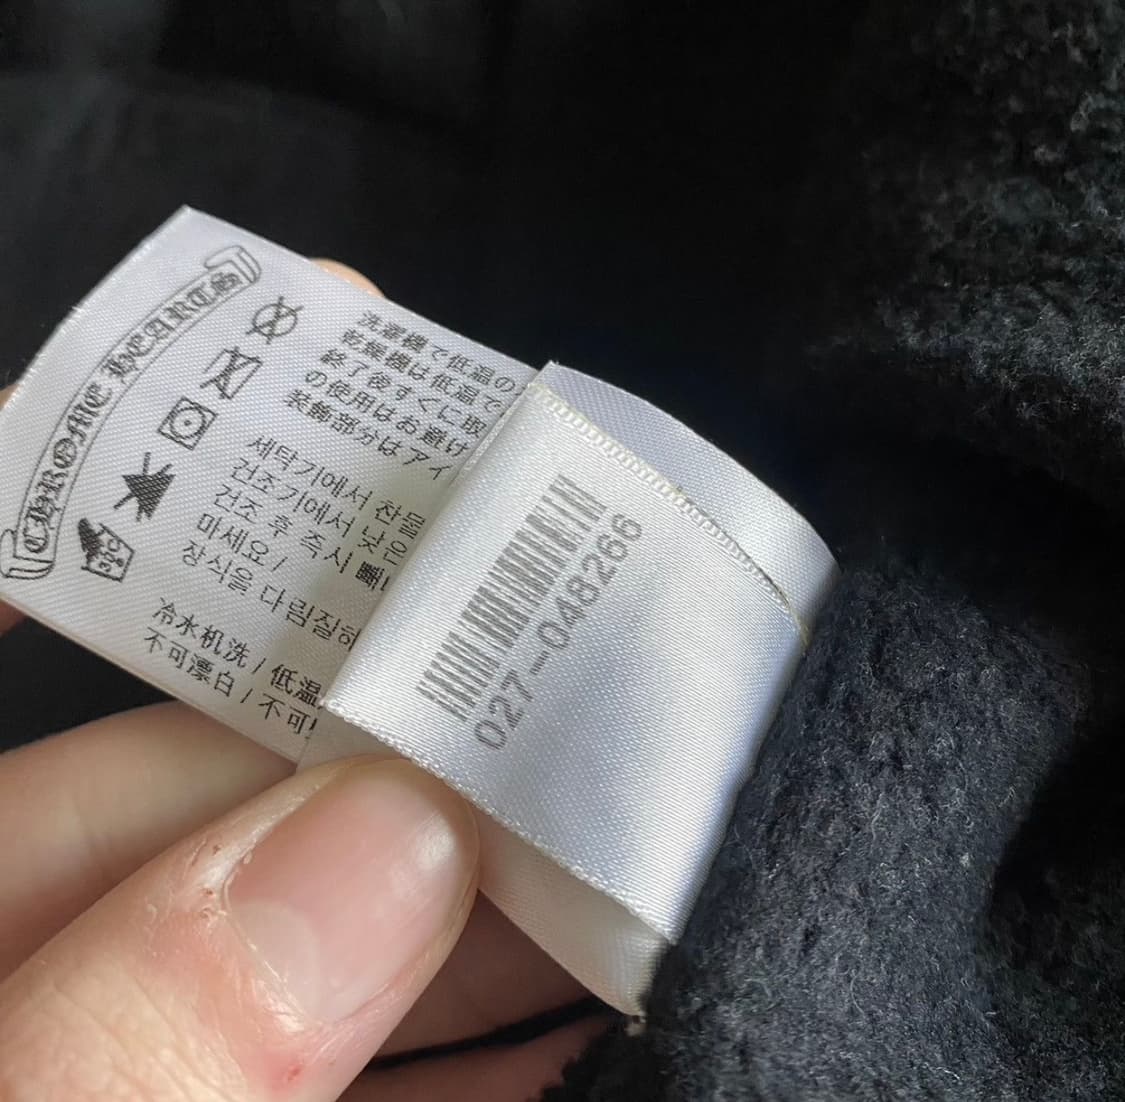 CHROME HEARTS
洗濯機で低温の
乾燥機は低温で
終了後すぐに取
の使用はお避け
装飾部分はアイ
세탁기에서 찬물
건조기에서 낮은
건조 후 즉시
마세요 /
장식을 다림질하
冷水机洗 / 低温
不可漂白 / 不可
027-048266